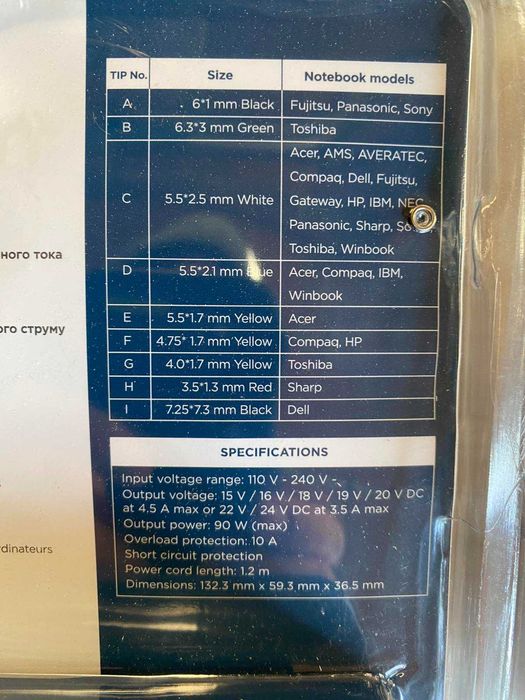 TIP No. Size Notebook models
A 6*1 mm Black Fujitsu, Panasonic, Sony
B 6.3*3 mm Green Toshiba
Acer, AMS, AVERATEC,
Compaq, Dell, Fujitsu,
C 5.5*2.5 mm White Gateway, HP, IBM, NEC,
Panasonic, Sharp,
Toshiba, Winbook
ного тока
D 5.5*2.1 mm Blue Acer, Compaq, IBM,
Winbook
E 5.5*1.7 mm Yellow Acer
ого струму
F 4.75* 1.7 mm Yellow Compaq, HP
G 4.0*1.7 mm Yellow Toshiba
H 3.5*1.3 mm Red Sharp
I 7.25*7.3 mm Black Dell
SPECIFICATIONS
Input voltage range: 110 V - 240 V ~
Output voltage: 15 V / 16 V / 18 V / 19 V / 20 V DC
at 4,5 A max or 22 V / 24 V DC at 3.5 A max
Output power: 90 W (max)
Overload protection: 10 A
Short circuit protection
rdinateurs
Power cord length: 1.2 m
Dimensions: 132.3 mm x 59.3 mm x 36.5 mm